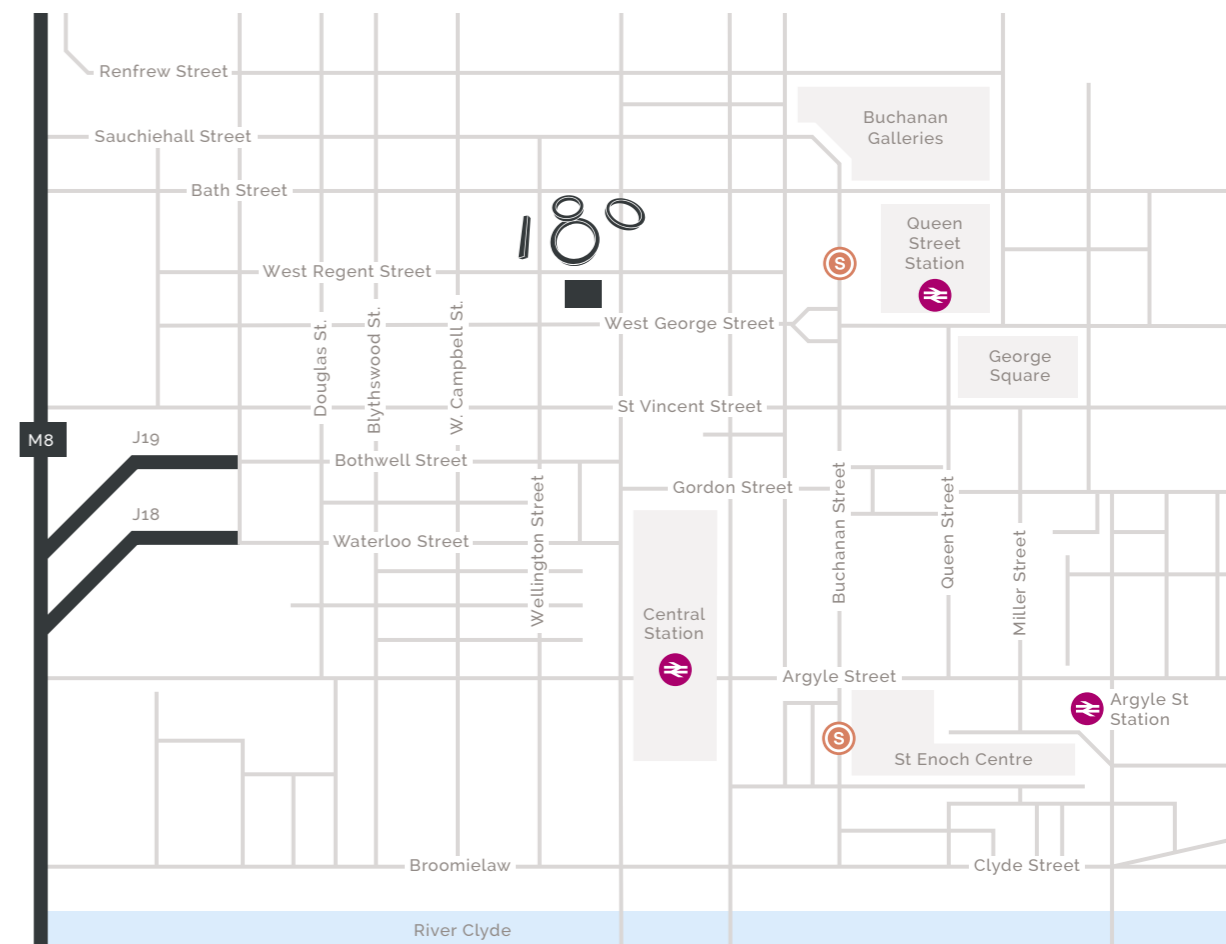 Renfrew Street
Buchanan
Galleries
Sauchiehall Street
Bath Street
Queen
Street
Station
S
West Regent Street
West George Street
George
Square
Douglas St.
Blythswood St.
W. Campbell St.
St Vincent Street
M8
J19
Bothwell Street
Gordon Street
J18
Waterloo Street
Wellington Street
Buchanan Street
Queen Street
Miller Street
Central
Station
Argyle Street
Argyle St
Station
S
St Enoch Centre
Broomielaw
Clyde Street
River Clyde